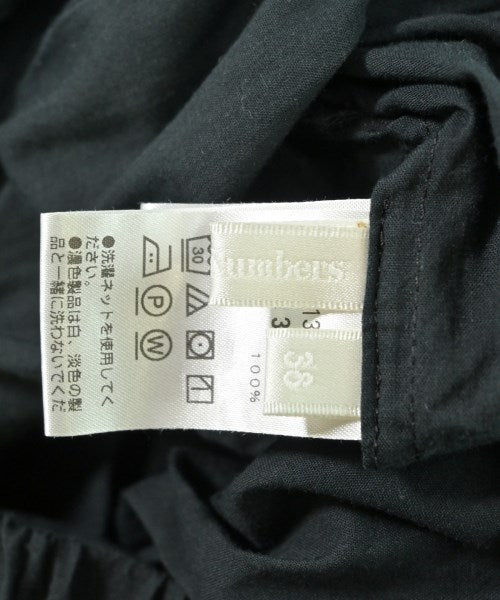 Numbers
38
13
3
100%
30
P
W
●洗濯ネットを使用してく
ださい。
●濃色製品は白、淡色の製
品と一緒に洗わないでくだ